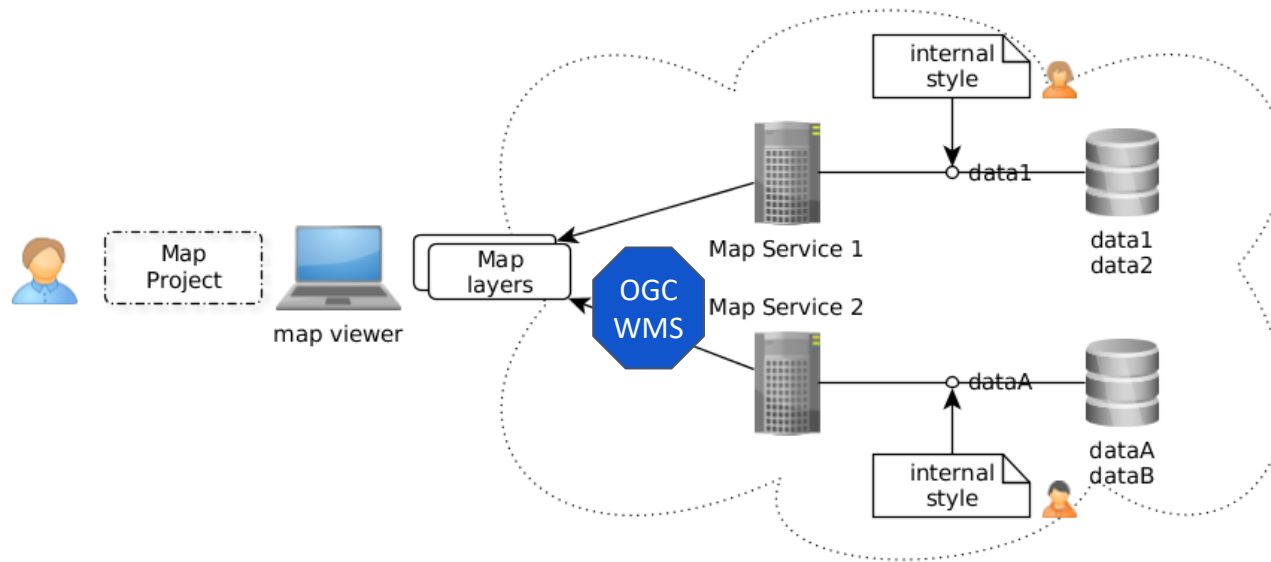 internal
style
data1
Map Service 1
data1
data2
Map
Project
map viewer
Map
layers
OGC
WMS
Map Service 2
dataA
dataA
dataB
internal
style